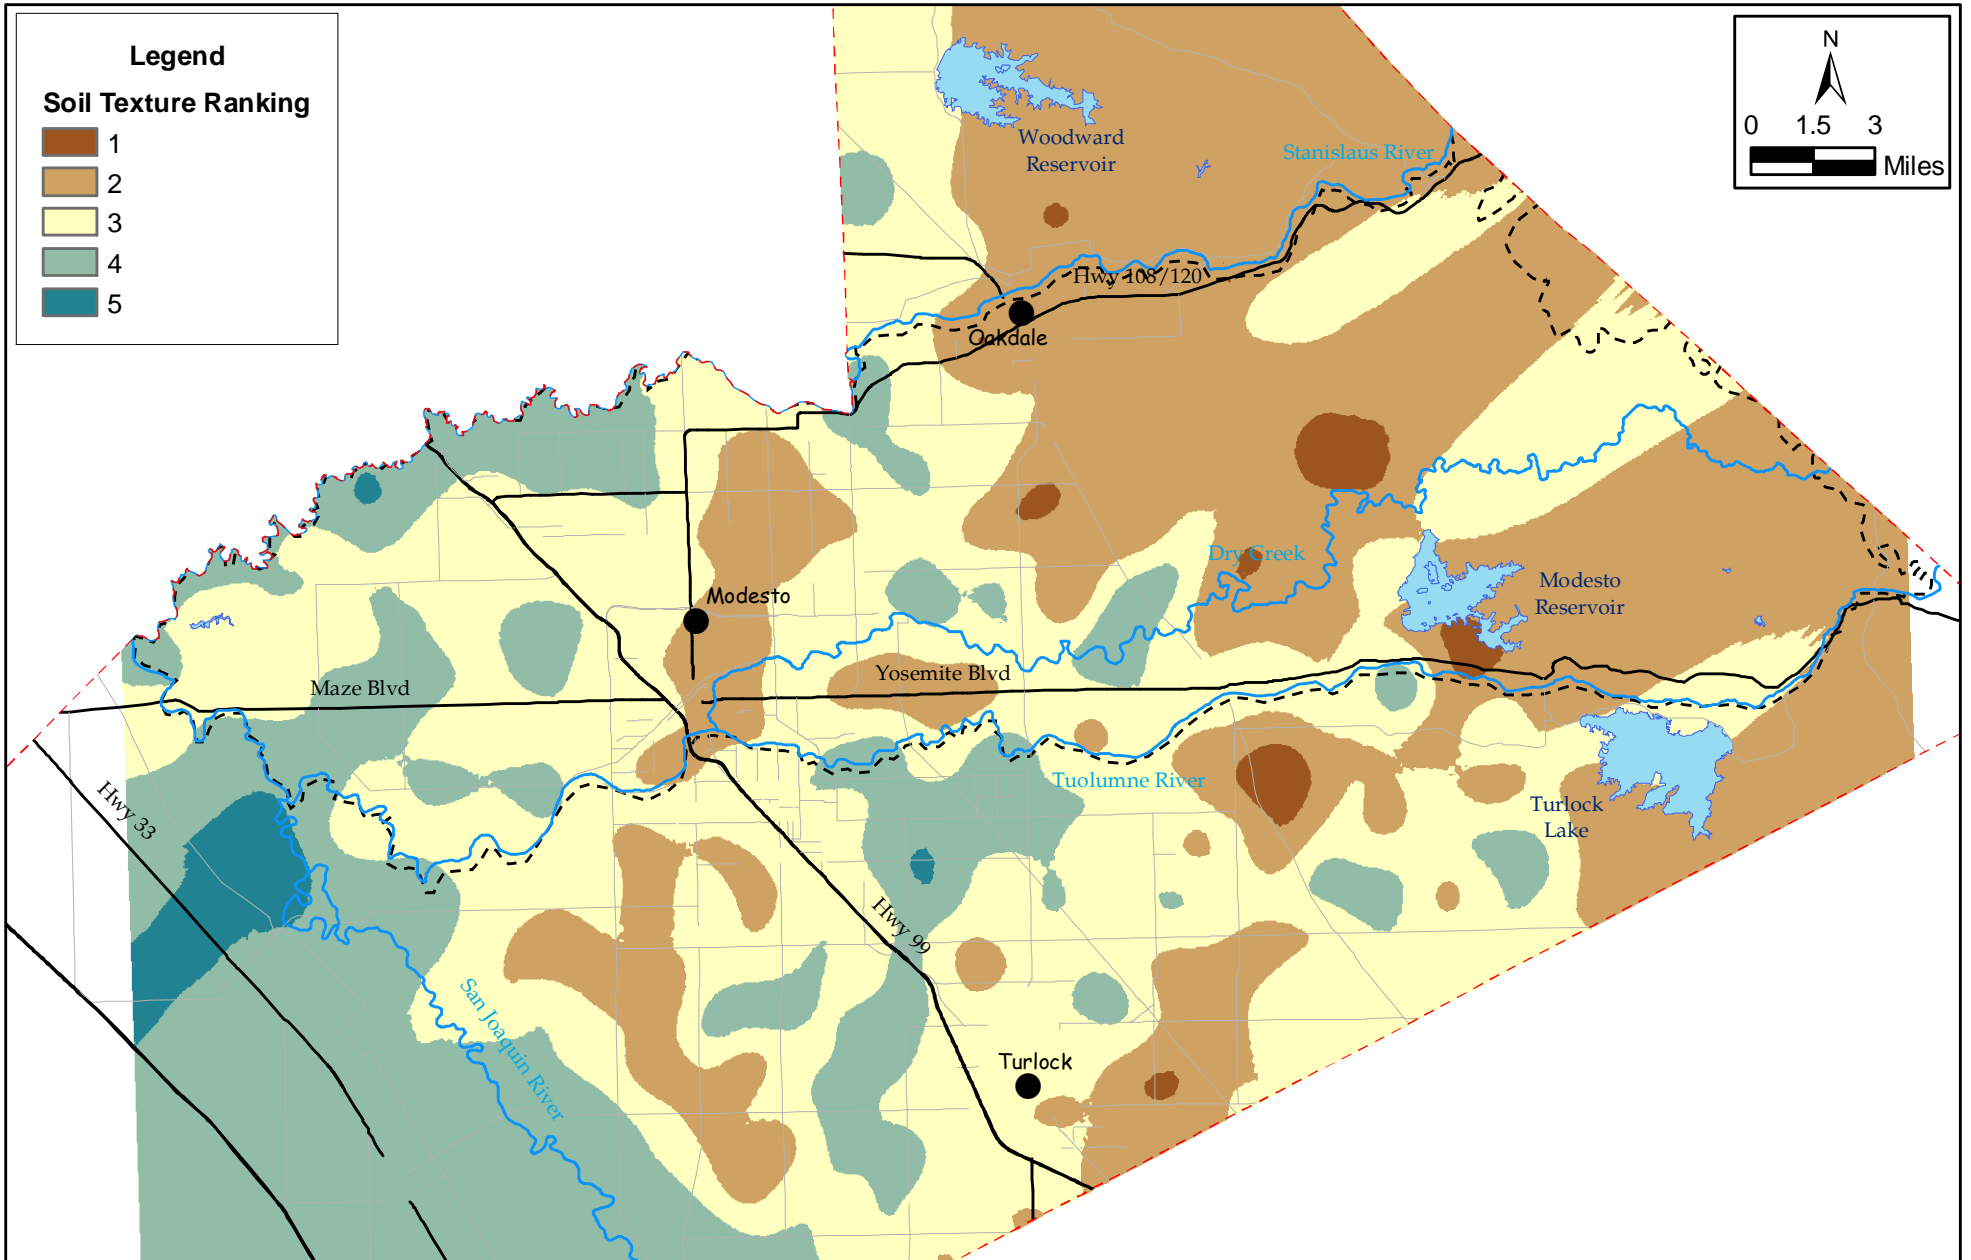 Legend
Soil Texture Ranking
1
2
3
4
5
N
0 1.5 3
Miles
Woodward
Reservoir
Stanislaus River
Hwy 108/120
Oakdale
Dry Creek
Modesto
Reservoir
Modesto
Yosemite Blvd
Maze Blvd
Tuolumne River
Turlock
Lake
Hwy 33
Hwy 99
San Joaquin River
Turlock